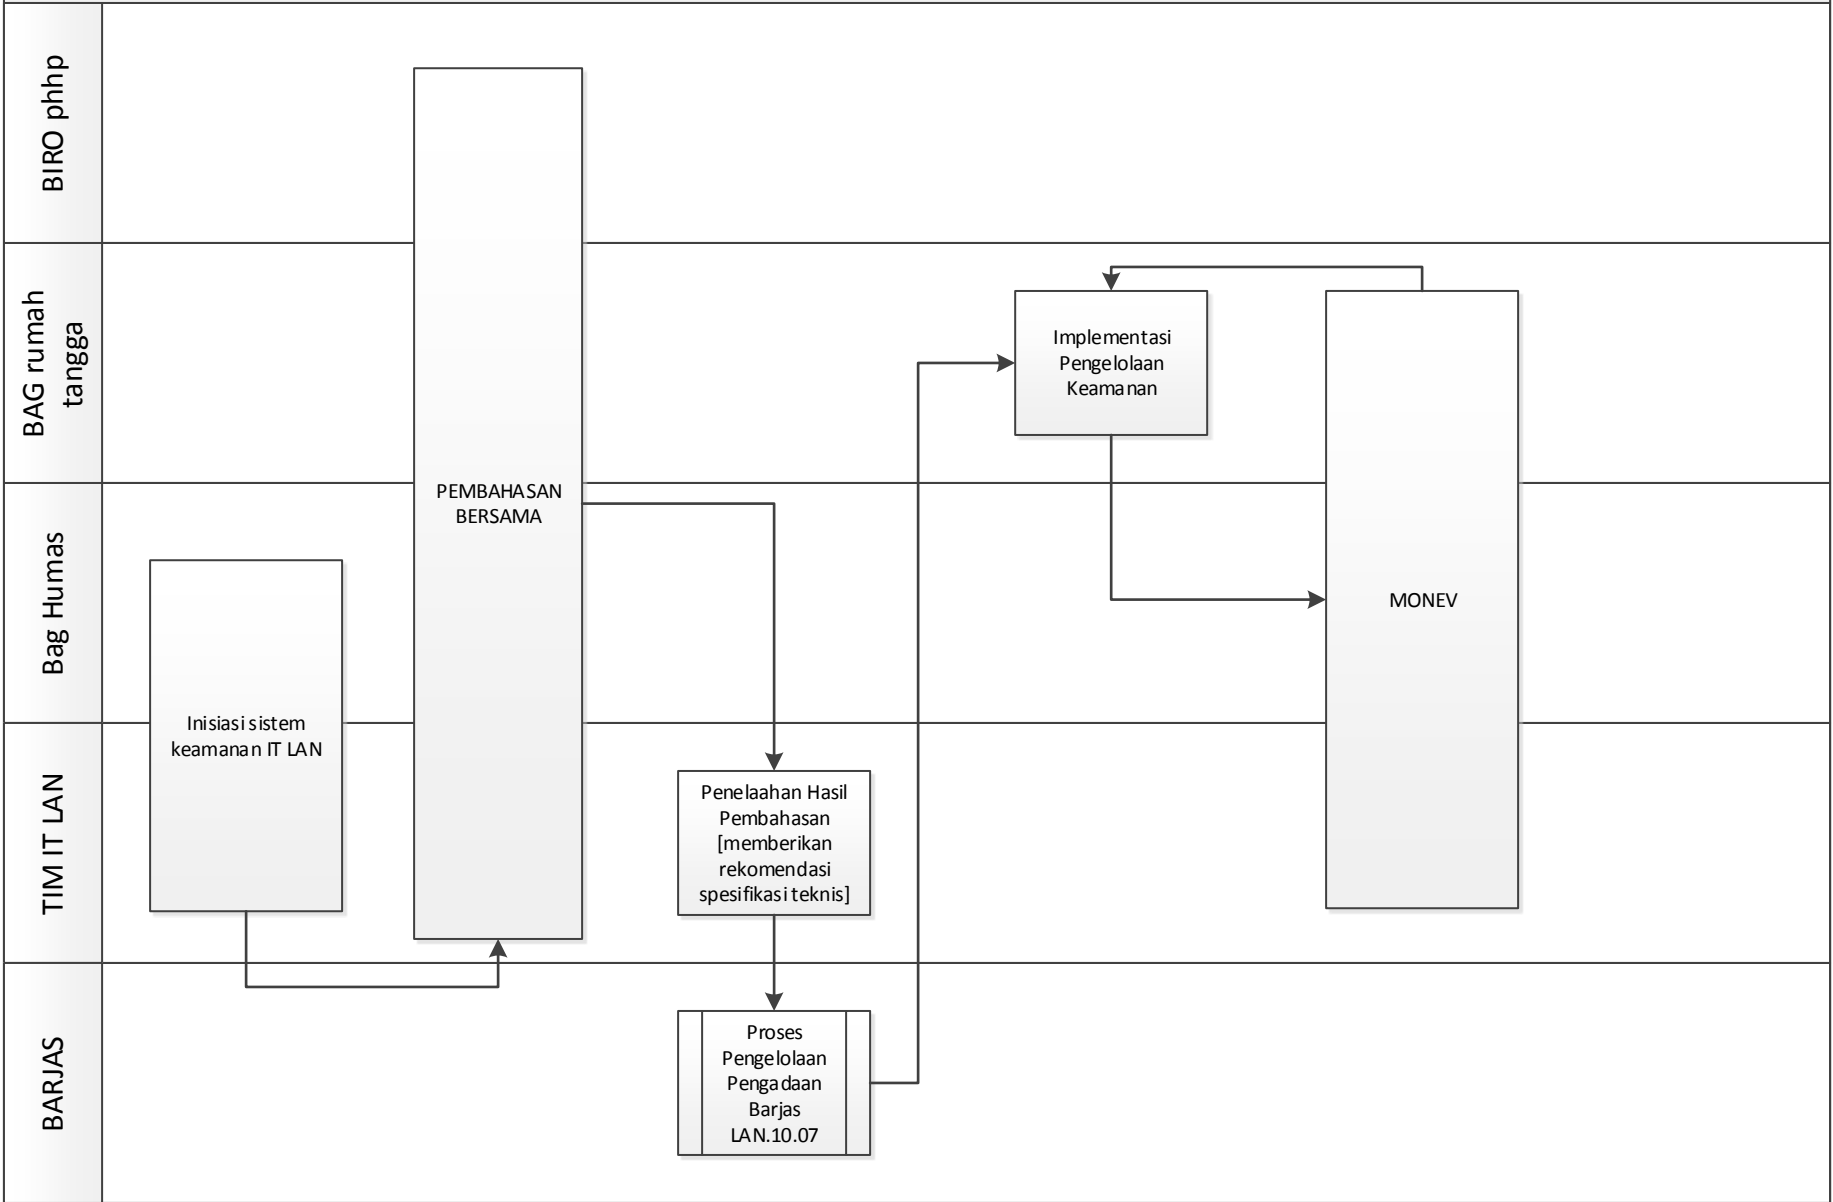 BIRO phhp
BAG rumah
tangga
Bag Humas
TIM IT LAN
BARJAS
Inisiasi sistem
keamanan IT LAN
PEMBAHASAN
BERSAMA
Penelaahan Hasil
Pembahasan
[memberikan
rekomendasi
spesifikasi teknis]
Proses
Pengelolaan
Pengadaan
Barjas
LAN.10.07
Implementasi
Pengelolaan
Keamanan
MONEV